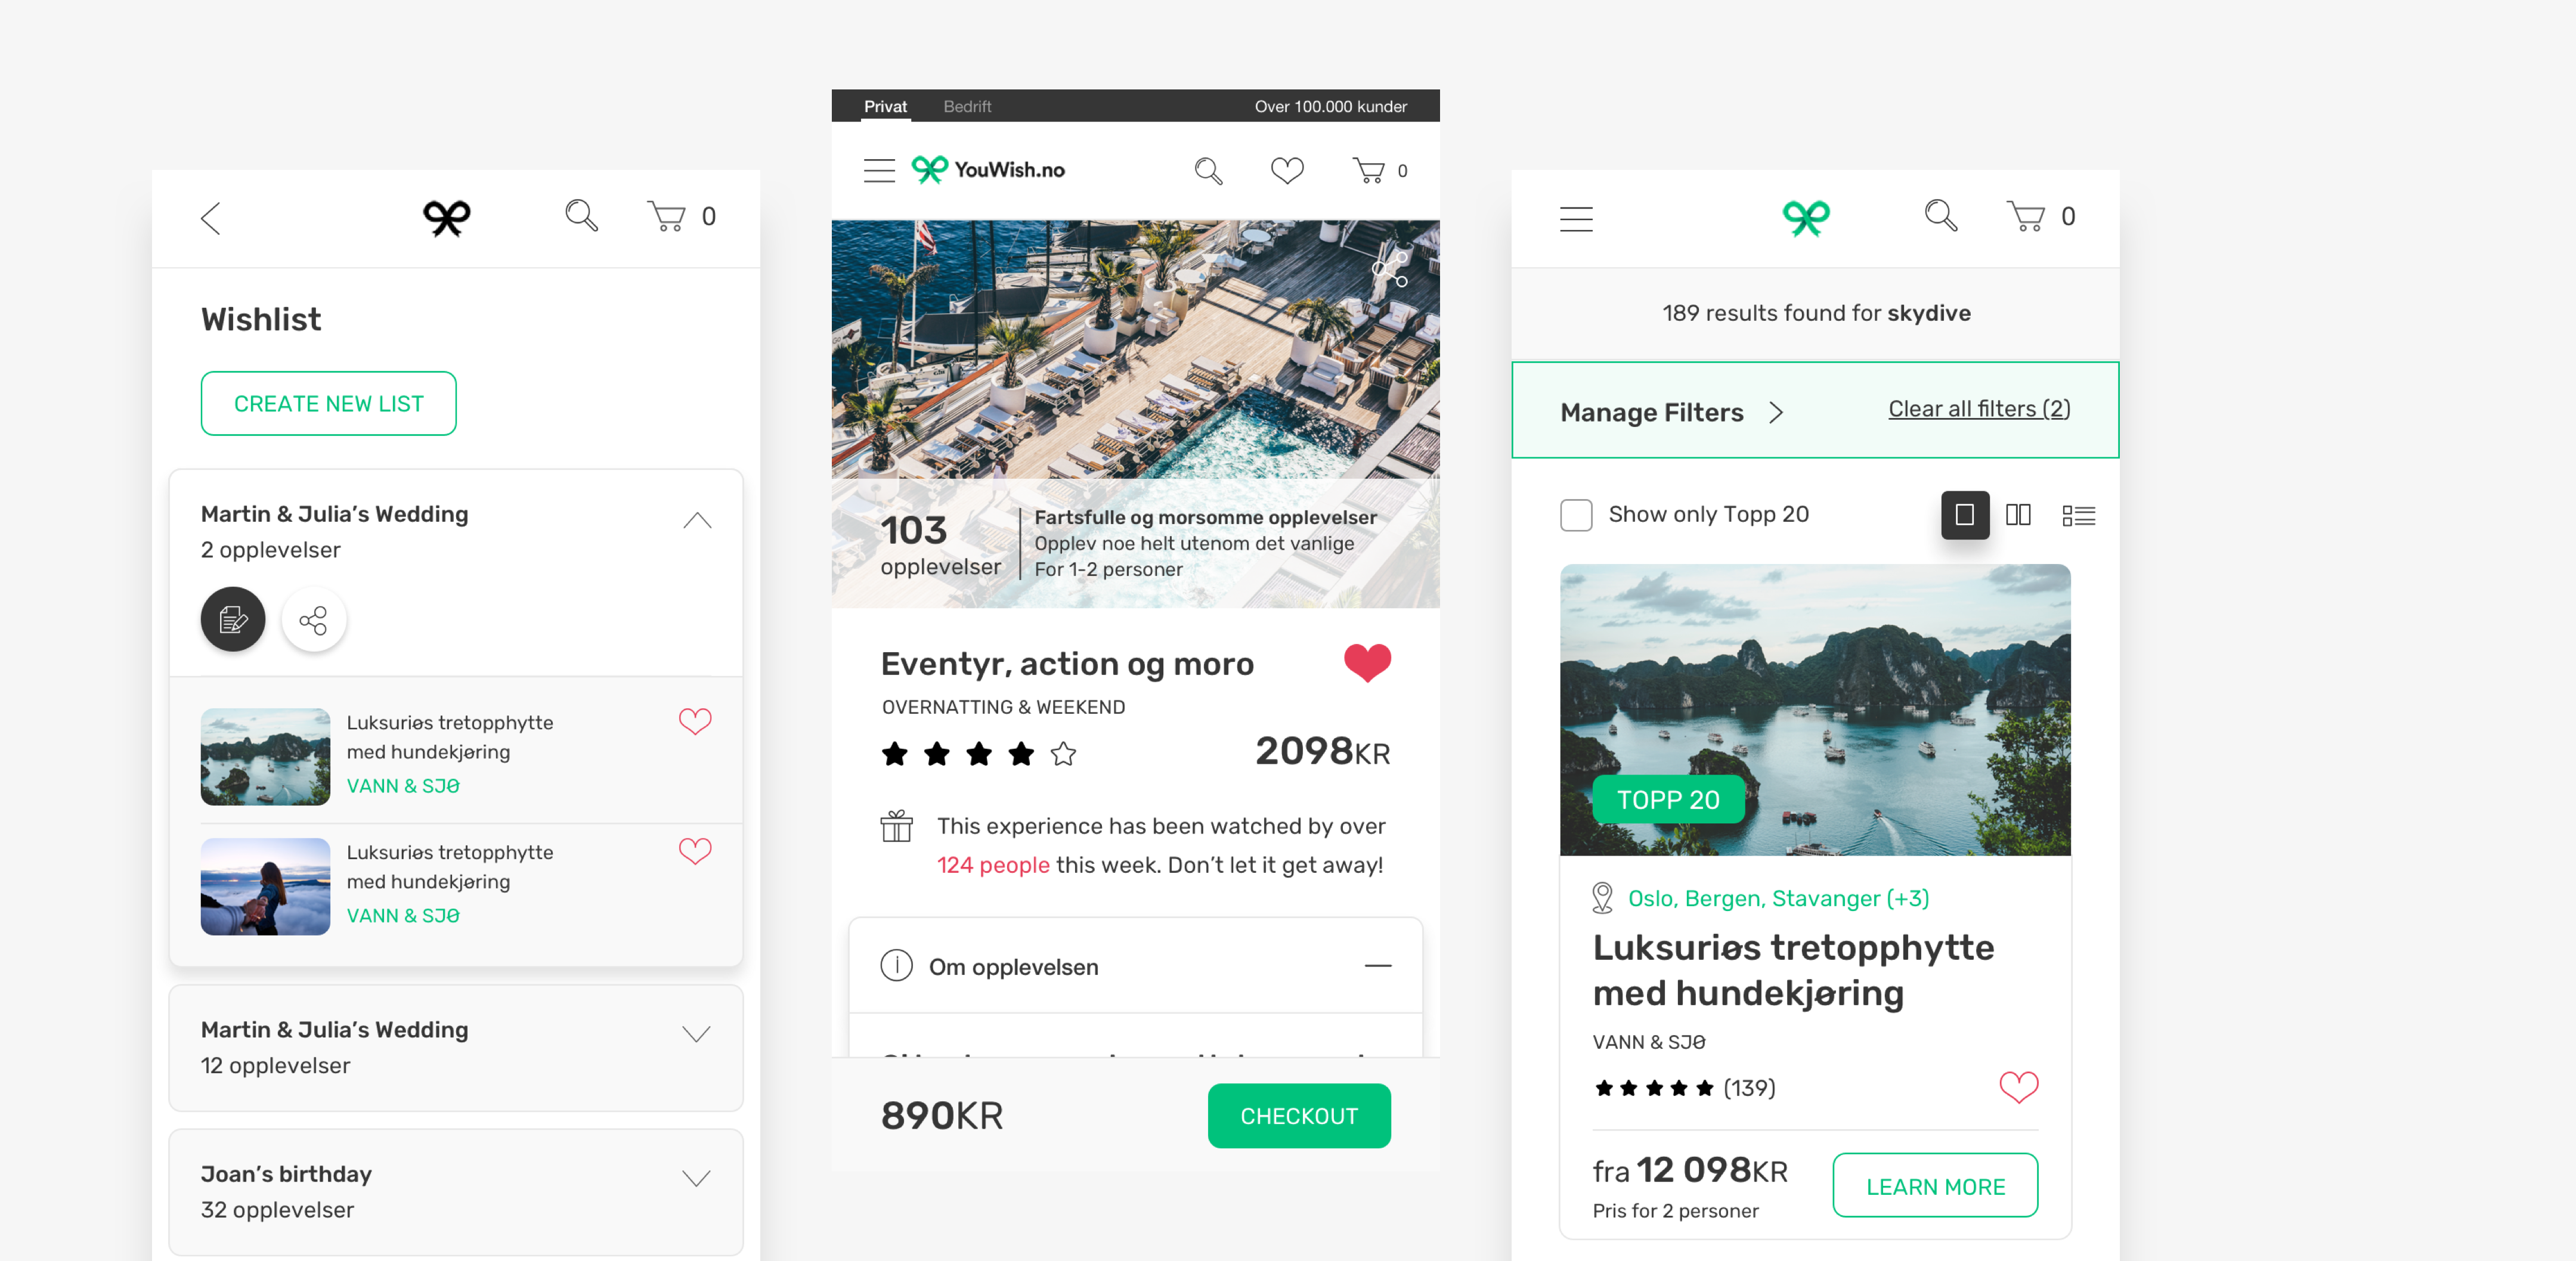 0
Wishlist
CREATE NEW LIST
Martin & Julia’s Wedding
2 opplevelser
Luksuriøs tretopphytte
med hundekjøring
VANN & SJØ
Luksuriøs tretopphytte
med hundekjøring
VANN & SJØ
Martin & Julia’s Wedding
12 opplevelser
Joan’s birthday
32 opplevelser
Privat Bedrift Over 100.000 kunder
YouWish.no 0
103
opplevelser
Fartsfulle og morsomme opplevelser
Opplev noe helt utenom det vanlige
For 1-2 personer
Eventyr, action og moro
OVERNATTING & WEEKEND
2098KR
This experience has been watched by over
124 people this week. Don’t let it get away!
Om opplevelsen
890KR CHECKOUT
0
189 results found for skydive
Manage Filters Clear all filters (2)
Show only Topp 20
TOPP 20
Oslo, Bergen, Stavanger (+3)
Luksuriøs tretopphytte
med hundekjøring
VANN & SJØ
(139)
fra 12 098KR
Pris for 2 personer
LEARN MORE